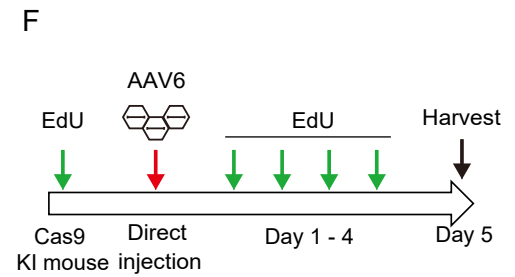 F
AAV6
EdU
EdU
Harvest
Cas9
KI mouse
Direct
injection
Day 1 - 4
Day 5